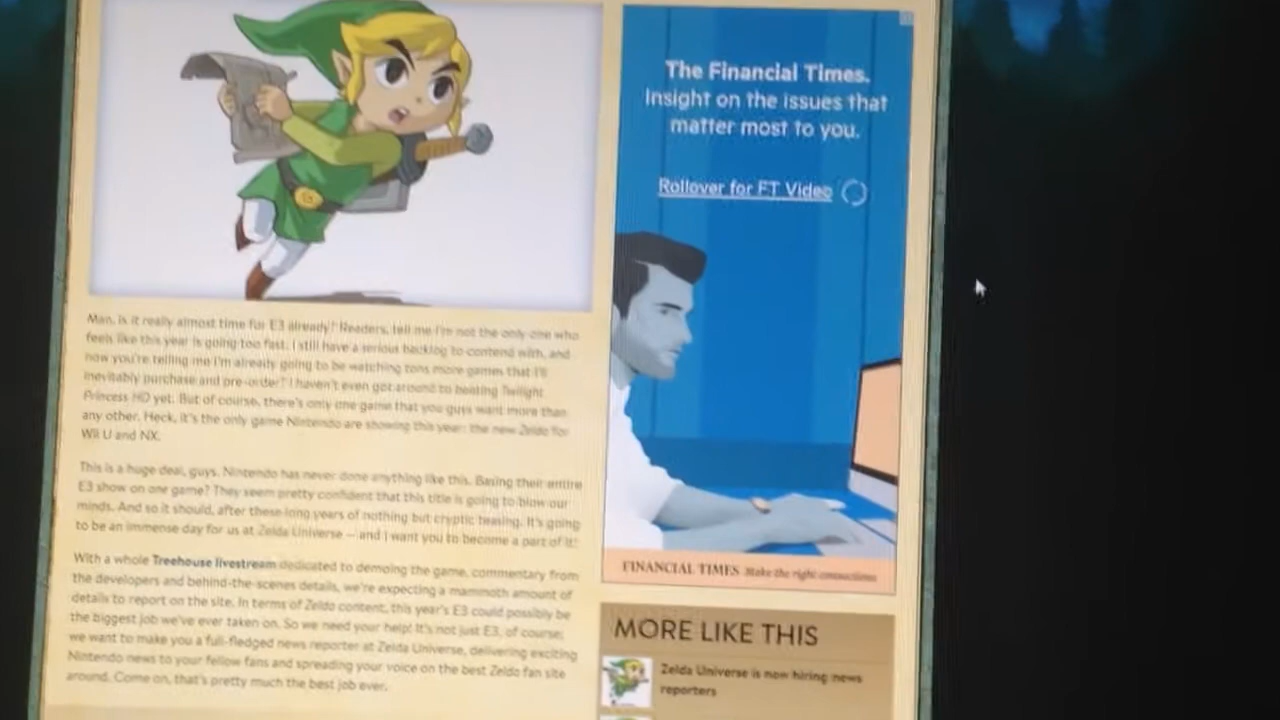 Man, is it really almost time for E3 already? Readers, tell me I'm not the only one who
feels like this year is going too fast. I still have a serious backlog to contend with, and
now you're telling me I'm already going to be watching tons more games that I'll
inevitably purchase and pre-order? I haven't even got around to beating Twilight
Princess HD yet. But of course, there's only one game that you guys want more than
any other. Heck, it's the only game Nintendo are showing this year: the new Zelda for
Wii U and NX.
This is a huge deal, guys. Nintendo has never done anything like this. Basing their entire
E3 show on one game? They seem pretty confident that this title is going to blow our
minds. And so it should, after these long years of nothing but cryptic teasing. It's going
to be an immense day for us at Zelda Universe — and I want you to become a part of it!
With a whole Treehouse livestream dedicated to demoing the game, commentary from
the developers and behind-the-scenes details, we're expecting a mammoth amount of
details to report on the site. In terms of Zelda content, this year's E3 could possibly be
the biggest job we've ever taken on. So we need your help! It's not just E3, of course;
we want to make you a full-fledged news reporter at Zelda Universe, delivering exciting
Nintendo news to your fellow fans and spreading your voice on the best Zelda fan site
around. Come on, that's pretty much the best job ever.
The Financial Times.
Insight on the issues that
matter most to you.
Rollover for FT Video
FINANCIAL TIMES Make the right connections
MORE LIKE THIS
Zelda Universe is now hiring news
reporters